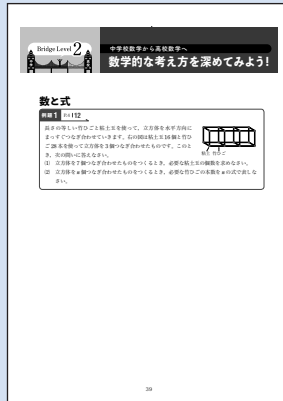 Bridge Level 2
中学校数学から高校数学へ
数学的な考え方を深めてみよう!
数と式
例題 1 P.4 112
長さの等しい竹ひごと粘土玉を使って、立方体を水平方向に
まっすぐつなぎ合わせていきます。右の図は粘土玉16個と竹ひ
ご28本を使って立方体を3個つなぎ合わせたものです。このと
き、次の問いに答えなさい。
粘土 竹ひご
(1) 立方体を7個つなぎ合わせたものをつくるとき、必要な粘土玉の個数を求めなさい。
(2) 立方体をn個つなぎ合わせたものをつくるとき、必要な竹ひごの本数をnの式で表しな
さい。
39